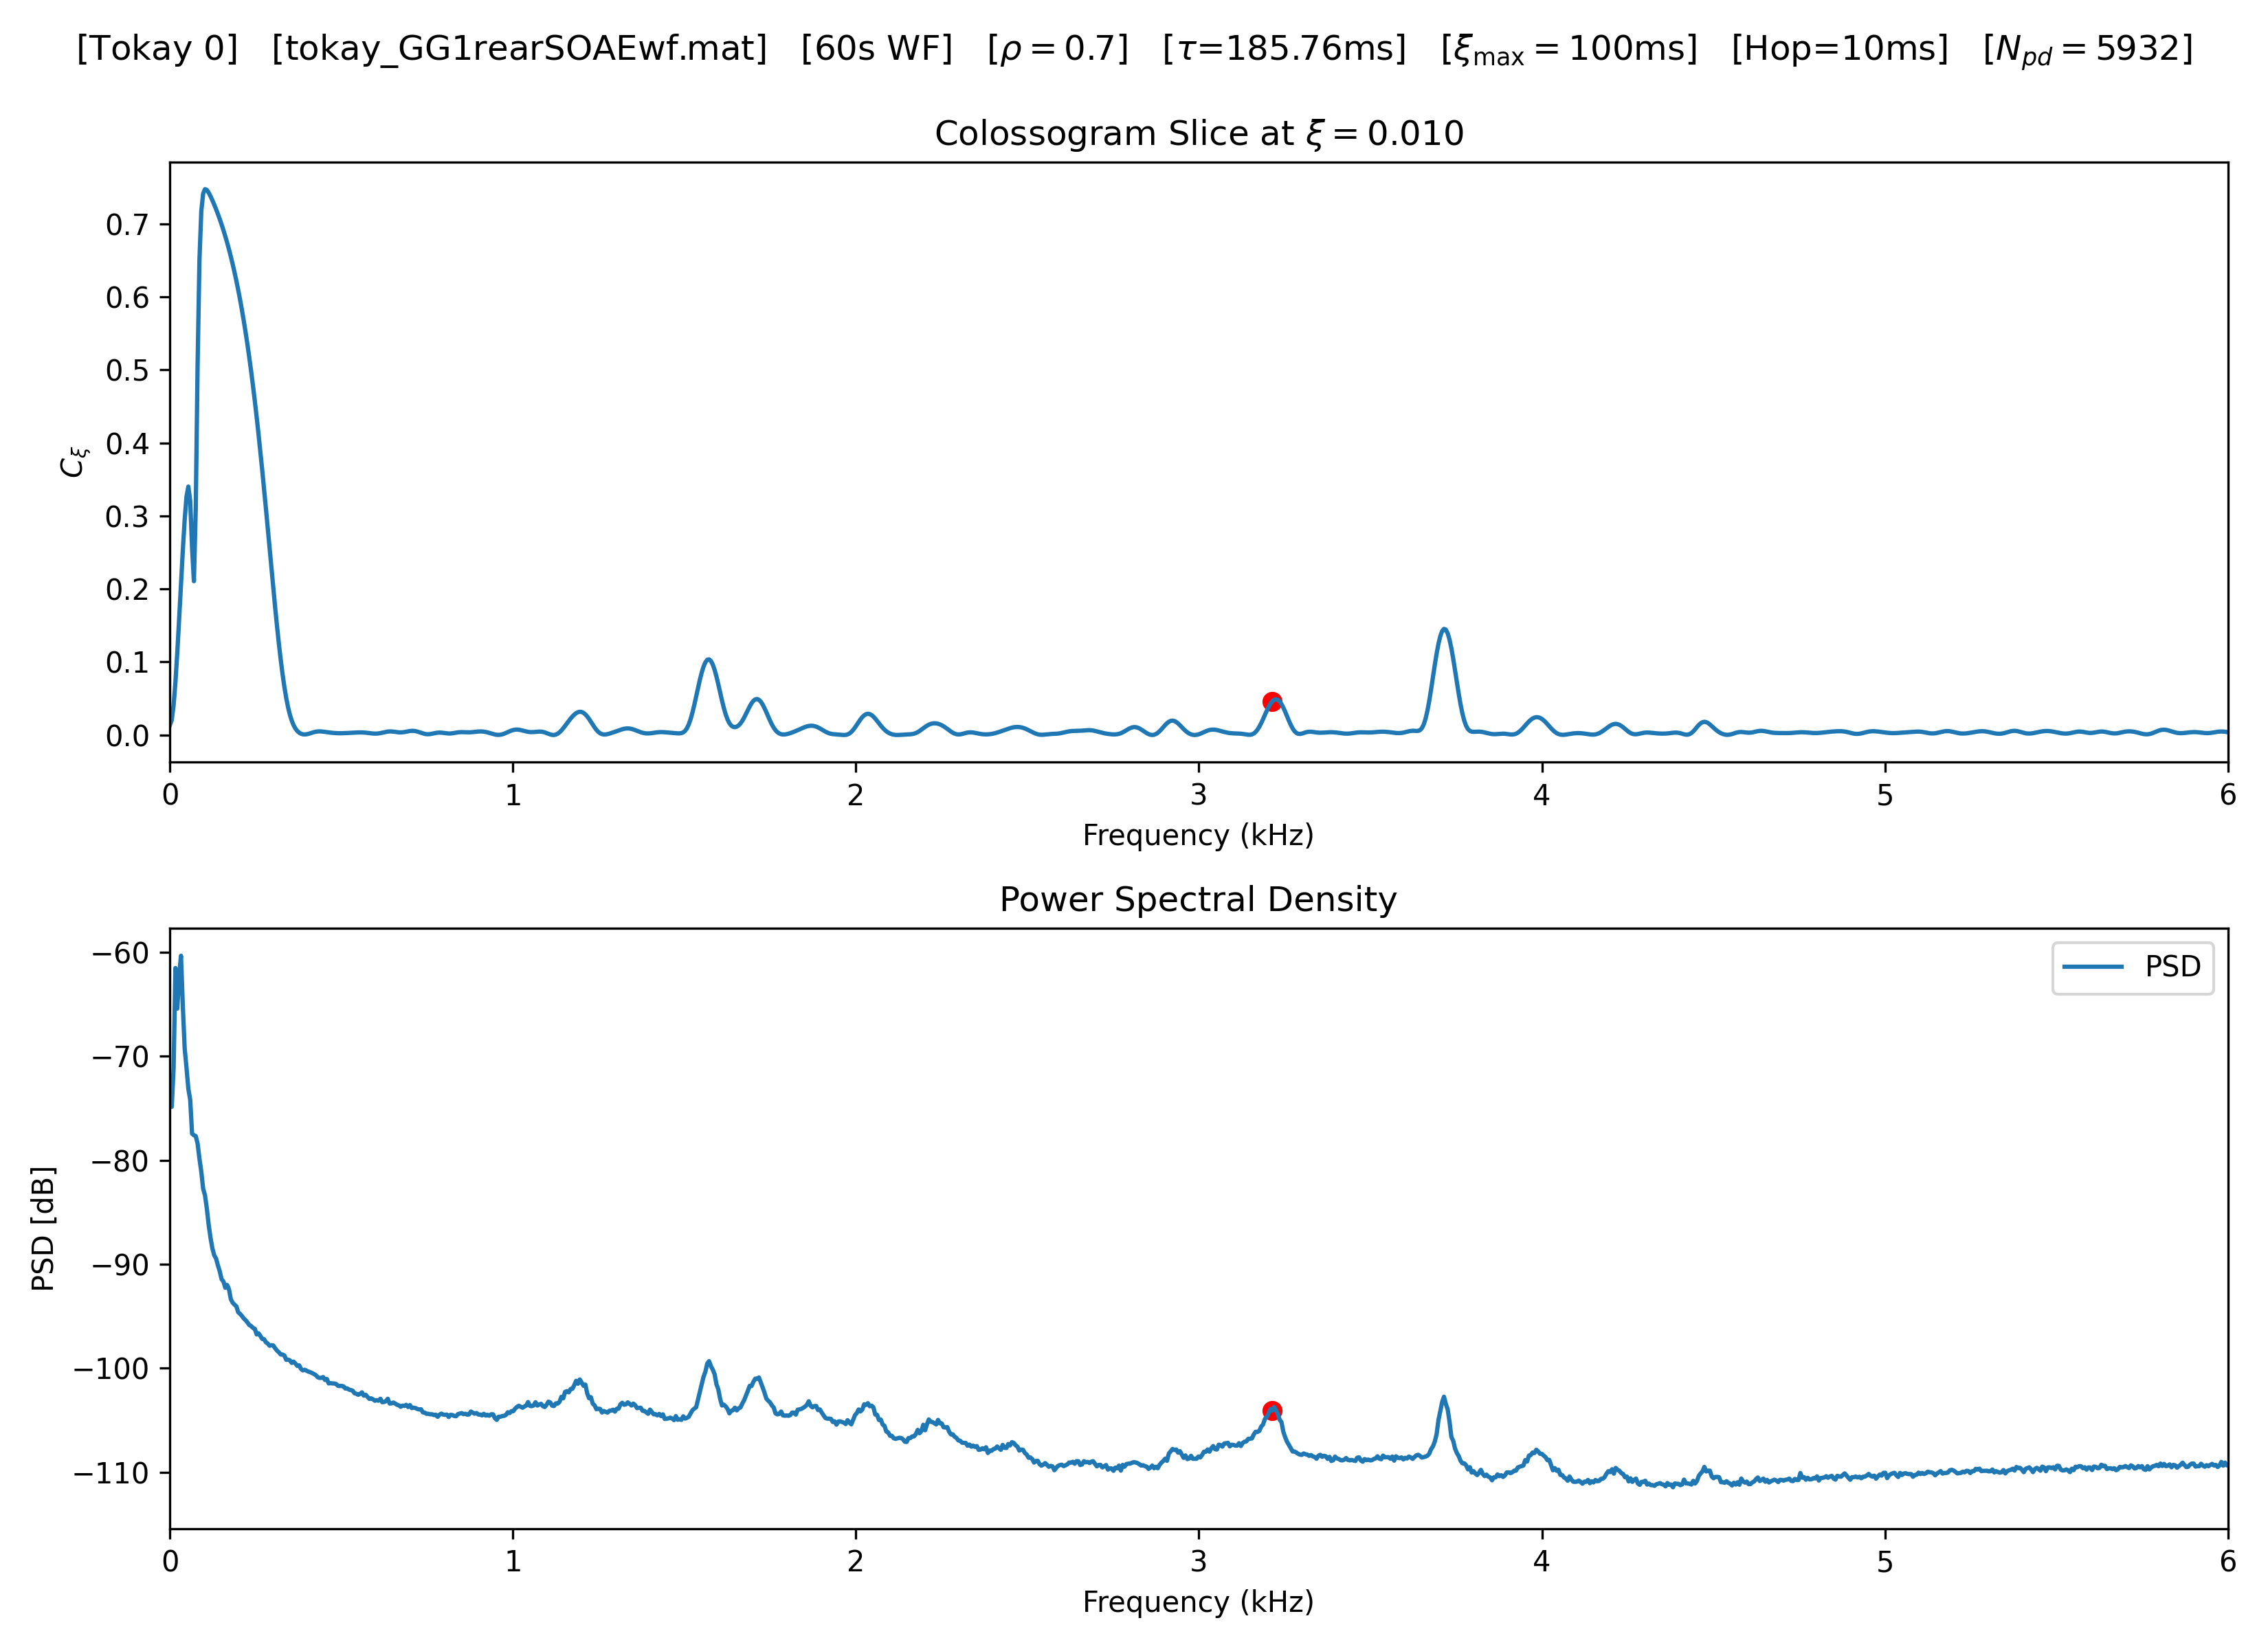 [Tokay 0] [tokay_GG1rearSOAEwf.mat] [60s WF] [ρ = 0.7] [τ=185.76ms] [ξmax = 100ms] [Hop=10ms] [Npd = 5932]
Colossogram Slice at ξ = 0.010
0.7
0.6
0.5
0.4
0.3
0.2
0.1
0.0
Cξ
0 1 2 3 4 5 6
Frequency (kHz)
Power Spectral Density
PSD
−60
−70
−80
−90
−100
−110
PSD [dB]
0 1 2 3 4 5 6
Frequency (kHz)